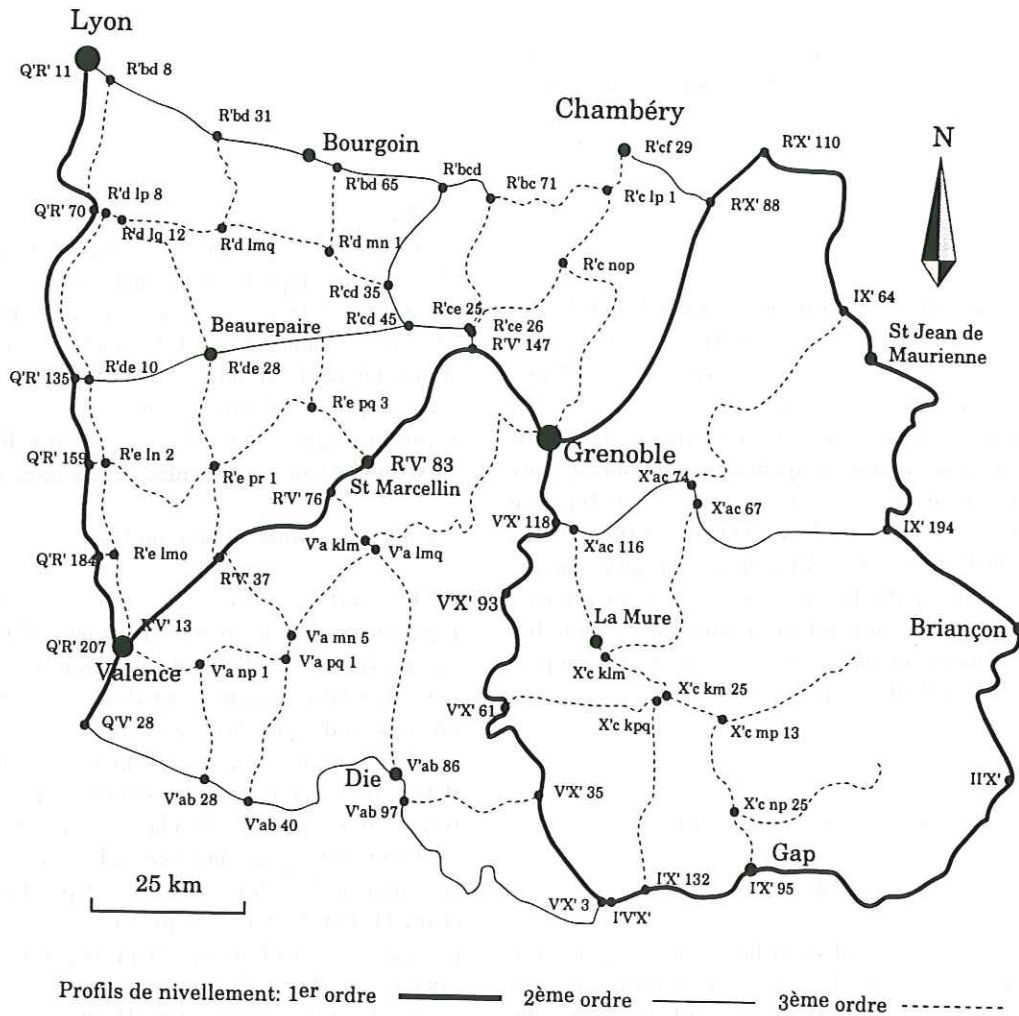 Lyon
Q'R' 11
R'bd 8
R'bd 31
Bourgoin
R'bd 65
Chambéry
R'cf 29
R'X' 110
N
R'bcd
R'bc 71
R'c lp 1
R'X' 88
Q'R' 70
R'd lp 8
R'd lq 12
R'd lmq
R'd mn 1
R'c nop
R'cd 35
IX' 64
St Jean de
Maurienne
Beaurepaire
R'cd 45
R'ce 25
R'ce 26
R'V' 147
Q'R' 135
R'de 10
R'de 28
R'e pq 3
Grenoble
Q'R' 159
R'e ln 2
R'e pr 1
R'V' 83
St Marcellin
R'V' 76
X'ac 74
X'ac 67
V'X' 118
X'ac 116
IX' 194
Q'R' 184
R'e lmo
R'V' 37
V'a klm
V'a lmq
V'X' 93
La Mure
Briançon
R'V' 13
Q'R' 207
Valence
V'a mn 5
V'a np 1
V'a pq 1
X'c klm
X'c km 25
X'c kpq
X'c mp 13
V'X' 61
Q'V' 28
Die
V'ab 86
V'ab 28
V'ab 40
V'ab 97
V'X' 35
II'X'
X'c np 25
Gap
25 km
V'X' 3
I'V'X'
I'X' 132
I'X' 95
Profils de nivellement: 1er ordre 2ème ordre 3ème ordre